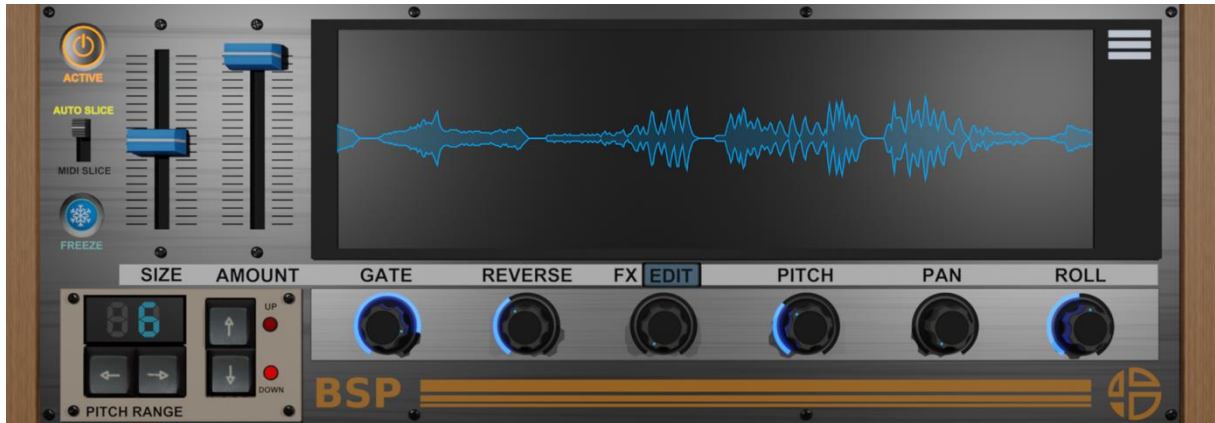 ACTIVE
AUTO SLICE
MIDI SLICE
FREEZE
SIZE AMOUNT GATE REVERSE FX EDIT PITCH PAN ROLL
6
UP
DOWN
PITCH RANGE
BSP